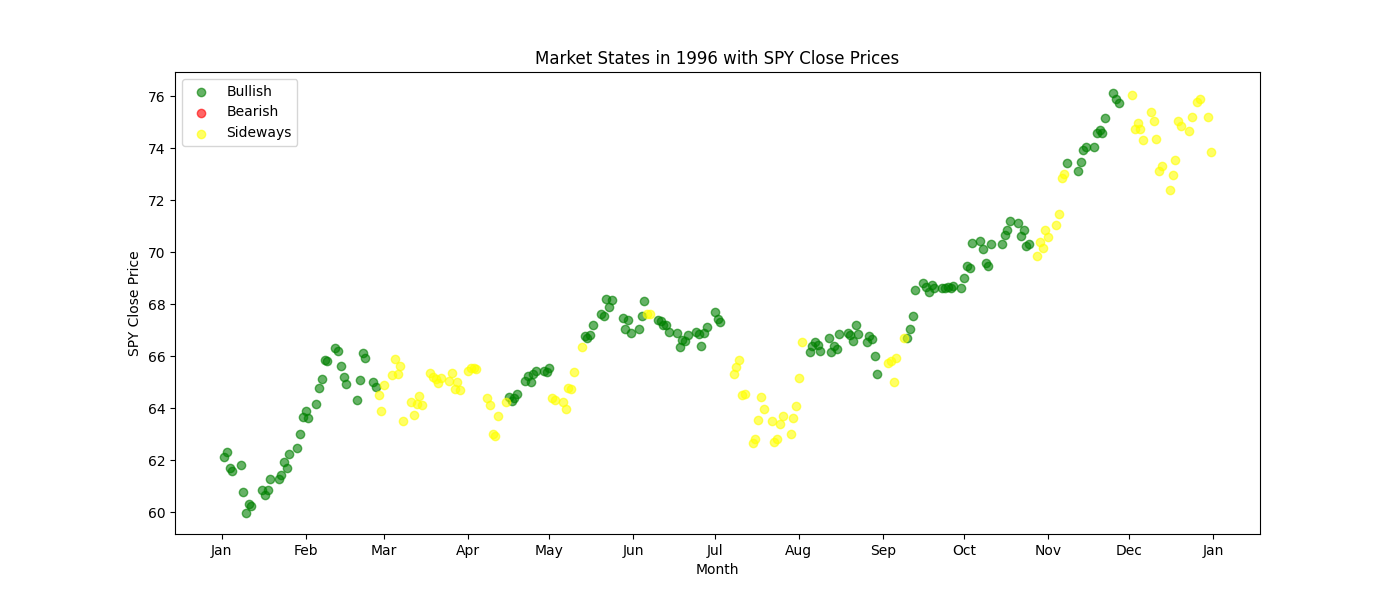 Market States in 1996 with SPY Close Prices
Bullish
Bearish
Sideways
SPY Close Price
76
74
72
70
68
66
64
62
60
Jan Feb Mar Apr May Jun Jul Aug Sep Oct Nov Dec Jan
Month